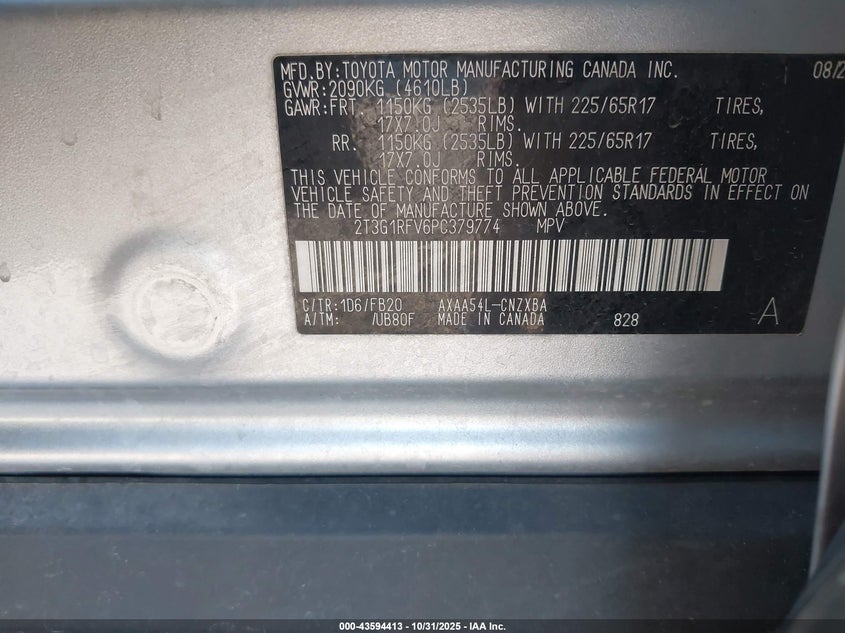 MFD.BY:TOYOTA MOTOR MANUFACTURING CANADA INC. 08/2
GVWR:2090KG (4610LB)
GAWR:FRT. 1150KG (2535LB) WITH 225/65R17 TIRES,
17X7.0J RIMS.
RR. 1150KG (2535LB) WITH 225/65R17 TIRES,
17X7.0J RIMS.
THIS VEHICLE CONFORMS TO ALL APPLICABLE FEDERAL MOTOR
VEHICLE SAFETY AND THEFT PREVENTION STANDARDS IN EFFECT ON
THE DATE OF MANUFACTURE SHOWN ABOVE.
2T3G1RFV6PC379774 MPV
C/TR:1D6/FB20 AXAA54L-CNZXBA
A/TM: /UB80F MADE IN CANADA 828 A
000-43594413 - 10/31/2025 - IAA Inc.